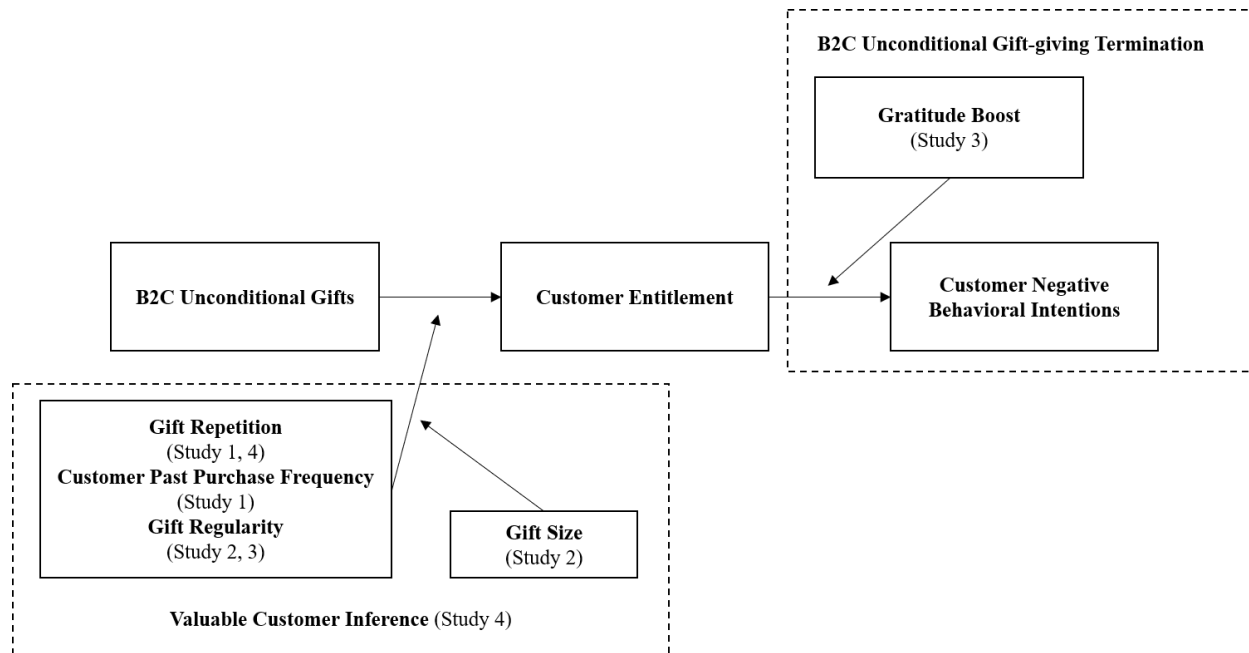 B2C Unconditional Gift-giving Termination
Gratitude Boost
(Study 3)
B2C Unconditional Gifts
Customer Entitlement
Customer Negative
Behavioral Intentions
Gift Repetition
(Study 1, 4)
Customer Past Purchase Frequency
(Study 1)
Gift Regularity
(Study 2, 3)
Gift Size
(Study 2)
Valuable Customer Inference (Study 4)